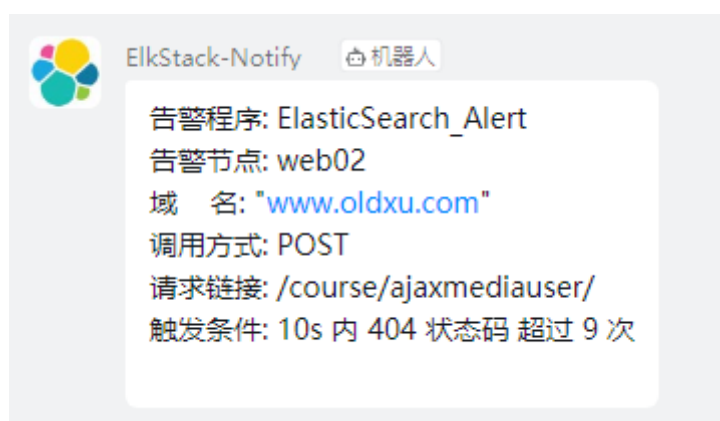 ElkStack-Notify 机器人
告警程序: ElasticSearch_Alert
告警节点: web02
域 名: "www.oldxu.com"
调用方式: POST
请求链接: /course/ajaxmediauser/
触发条件: 10s 内 404 状态码 超过 9 次